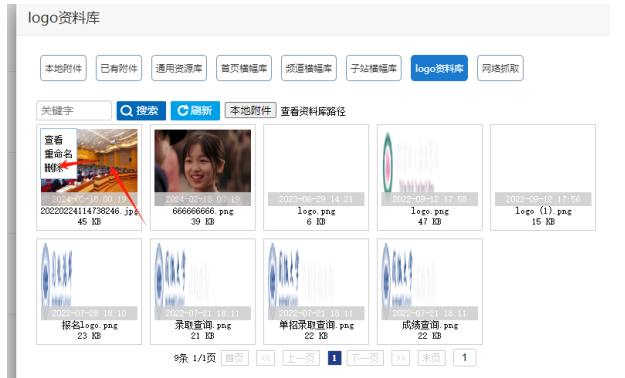 logo资料库
本地附件 已有附件 通用资源库 首页横幅库 频道横幅库 子站横幅库 logo资料库 网络抓取
关键字 搜索 刷新 本地附件 查看资料库路径
查看
重命名
删除
2024-02-18 00:19 2024-02-18 00:19 2023-06-29 14:21 2022-09-12 17:58 2022-09-12 17:56
20220224114738246.jpg 666666666.png logo.png logo.png logo (1).png
45 KB 39 KB 6 KB 47 KB 15 KB
2022-07-28 18:10 2022-07-21 18:11 2022-07-21 18:11 2022-07-21 18:11
报名logo.png 录取查询.png 单招录取查询.png 成绩查询.png
23 KB 21 KB 22 KB 22 KB
9条 1/1页 首页 << 上一页 1 下一页 >> 末页 1